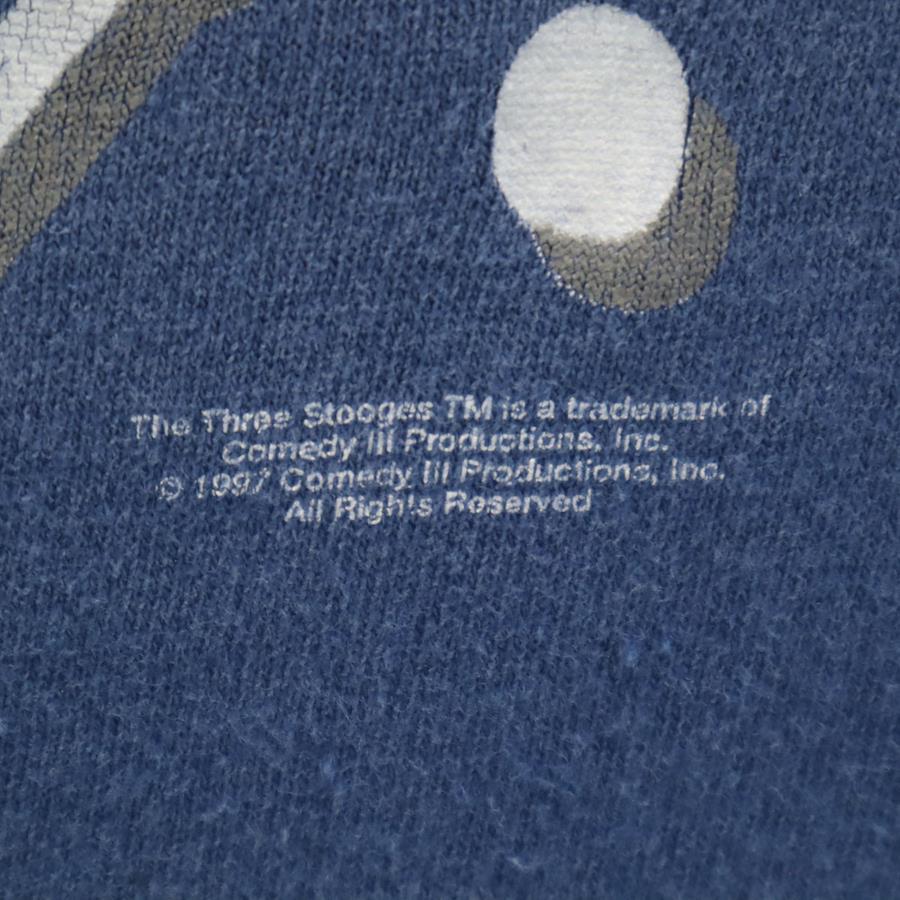 The Three Stooges TM is a trademark of
Comedy III Productions, Inc.
© 1997 Comedy III Productions, Inc.
All Rights Reserved